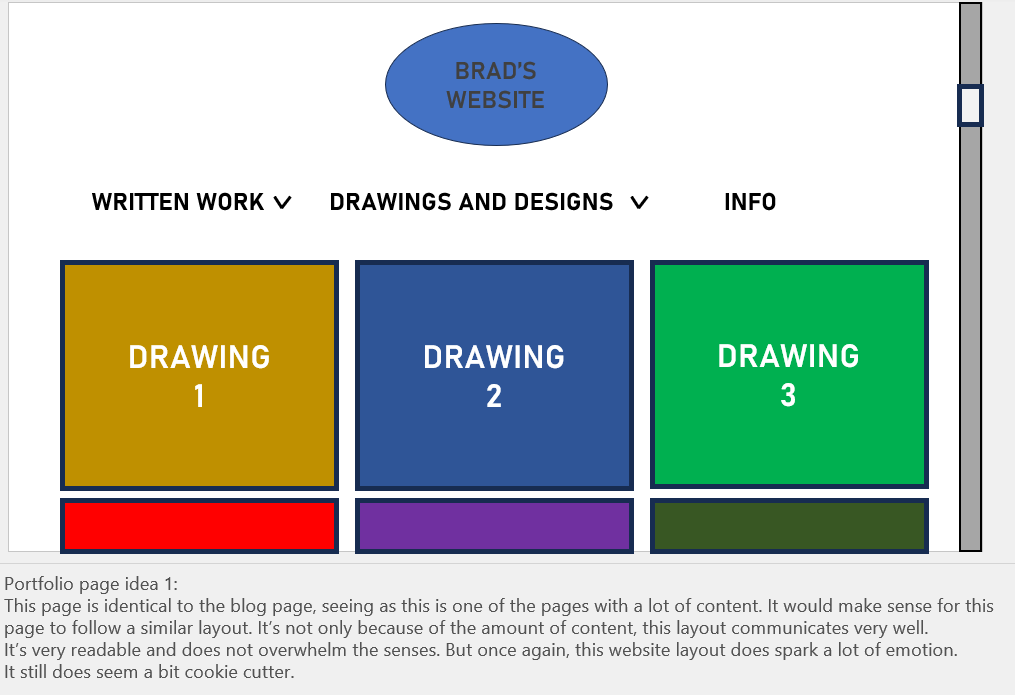 BRAD'S
WEBSITE
WRITTEN WORK
DRAWINGS AND DESIGNS
INFO
DRAWING
1
DRAWING
2
DRAWING
3
Portfolio page idea 1:
This page is identical to the blog page, seeing as this is one of the pages with a lot of content. It would make sense for this
page to follow a similar layout. It’s not only because of the amount of content, this layout communicates very well.
It’s very readable and does not overwhelm the senses. But once again, this website layout does spark a lot of emotion.
It still does seem a bit cookie cutter.